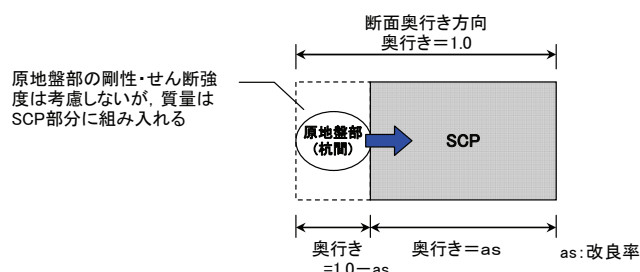 断面奥行き方向
奥行き＝1.0
原地盤部の剛性・せん断強
度は考慮しないが，質量は
SCP部分に組み入れる
原地盤部
（杭間）
SCP
奥行き
=1.0－as
奥行き＝as
as：改良率